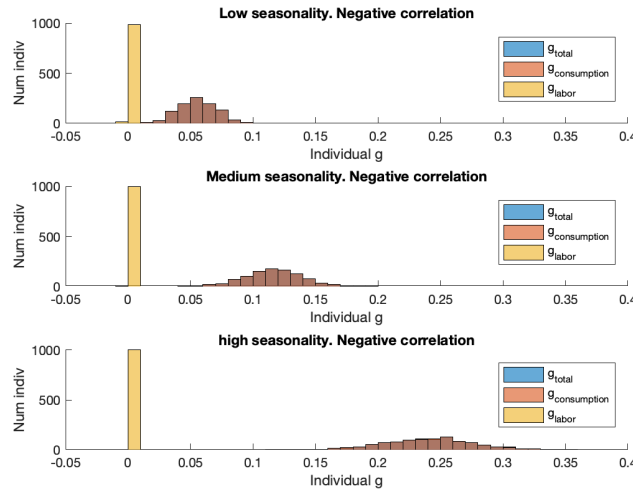 Low seasonality. Negative correlation
1000
500
0
Num indiv
-0.05 0 0.05 0.1 0.15 0.2 0.25 0.3 0.35 0.4
Individual g
g_total
g_consumption
g_labor
Medium seasonality. Negative correlation
1000
500
0
Num indiv
-0.05 0 0.05 0.1 0.15 0.2 0.25 0.3 0.35 0.4
Individual g
g_total
g_consumption
g_labor
high seasonality. Negative correlation
1000
500
0
Num indiv
-0.05 0 0.05 0.1 0.15 0.2 0.25 0.3 0.35 0.4
Individual g
g_total
g_consumption
g_labor